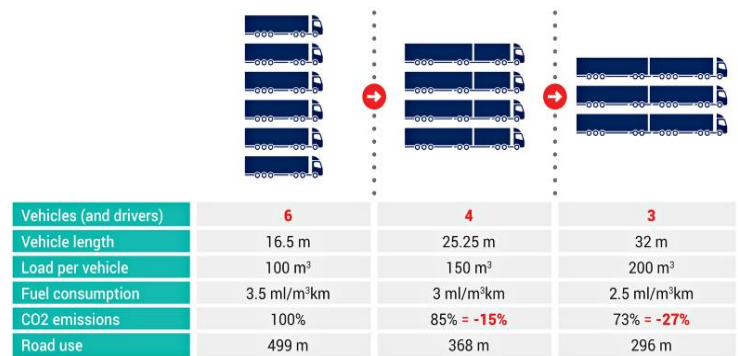 Vehicles (and drivers) 6 4 3
Vehicle length 16.5 m 25.25 m 32 m
Load per vehicle 100 m³ 150 m³ 200 m³
Fuel consumption 3.5 ml/m³km 3 ml/m³km 2.5 ml/m³km
CO2 emissions 100% 85% = -15% 73% = -27%
Road use 499 m 368 m 296 m